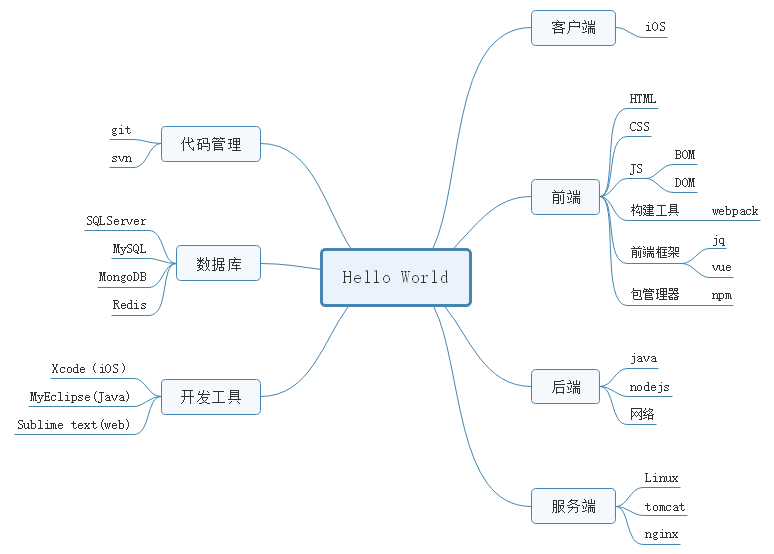 Hello World
客户端
iOS
前端
HTML
CSS
JS
BOM
DOM
构建工具
webpack
前端框架
jq
vue
包管理器
npm
后端
java
nodejs
网络
服务端
Linux
tomcat
nginx
代码管理
git
svn
数据库
SQLServer
MySQL
MongoDB
Redis
开发工具
Xcode（iOS）
MyEclipse(Java)
Sublime text(web)